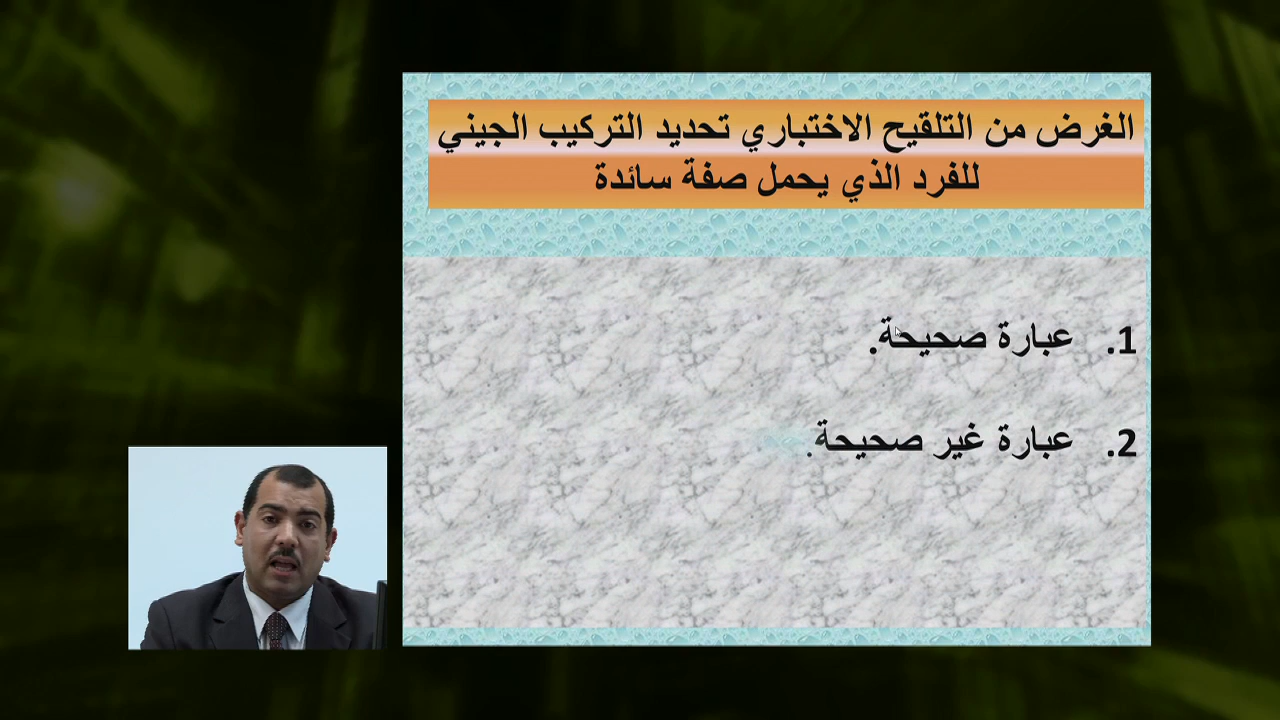 الغرض من التلقيح الاختباري تحديد التركيب الجيني
للفرد الذي يحمل صفة سائدة
1. عبارة صحيحة.
2. عبارة غير صحيحة.